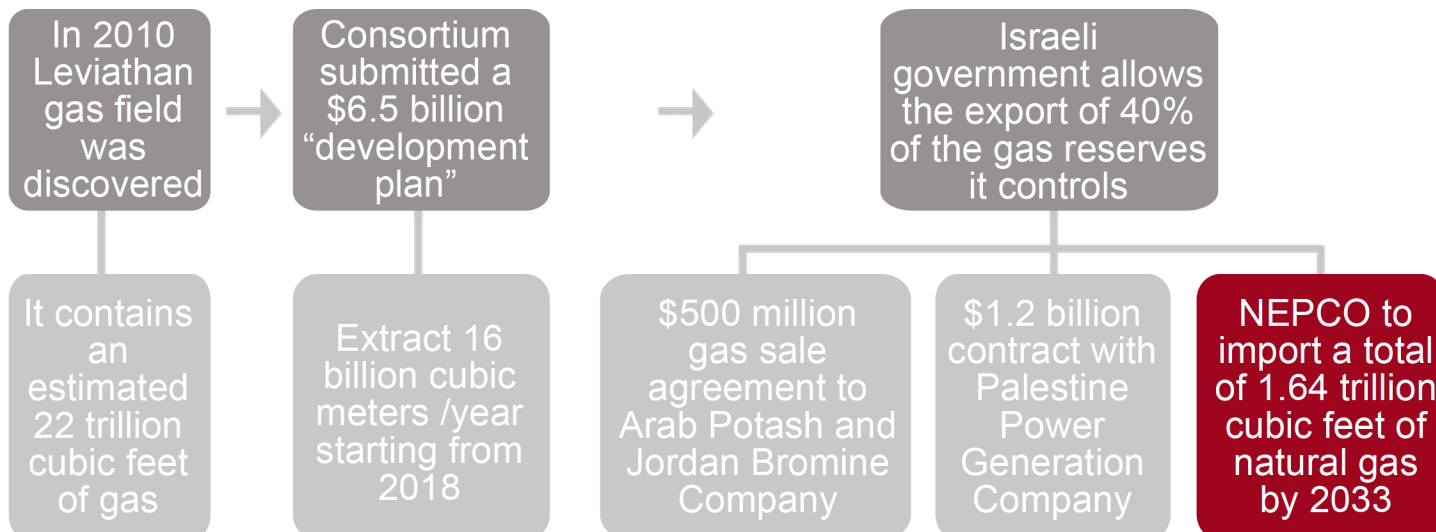 In 2010
Leviathan
gas field
was
discovered
Consortium
submitted a
$6.5 billion
“development
plan”
Israeli
government allows
the export of 40%
of the gas reserves
it controls
It contains
an
estimated
22 trillion
cubic feet
of gas
Extract 16
billion cubic
meters /year
starting from
2018
$500 million
gas sale
agreement to
Arab Potash and
Jordan Bromine
Company
$1.2 billion
contract with
Palestine
Power
Generation
Company
NEPCO to
import a total
of 1.64 trillion
cubic feet of
natural gas
by 2033